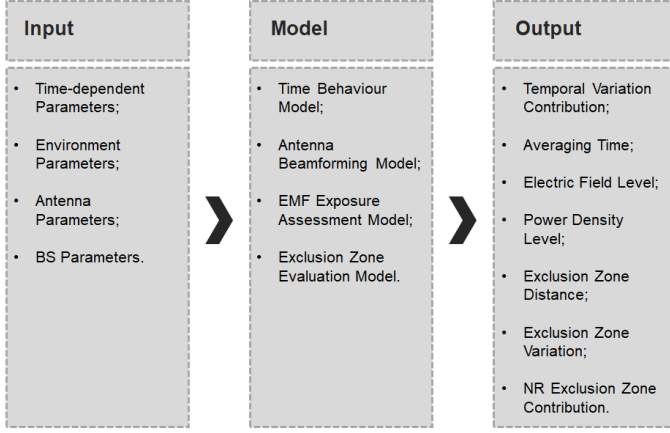 Input
• Time-dependent
Parameters;
• Environment
Parameters;
• Antenna
Parameters;
• BS Parameters.
Model
• Time Behaviour
Model;
• Antenna
Beamforming Model;
• EMF Exposure
Assessment Model;
• Exclusion Zone
Evaluation Model.
Output
• Temporal Variation
Contribution;
• Averaging Time;
• Electric Field Level;
• Power Density
Level;
• Exclusion Zone
Distance;
• Exclusion Zone
Variation;
• NR Exclusion Zone
Contribution.